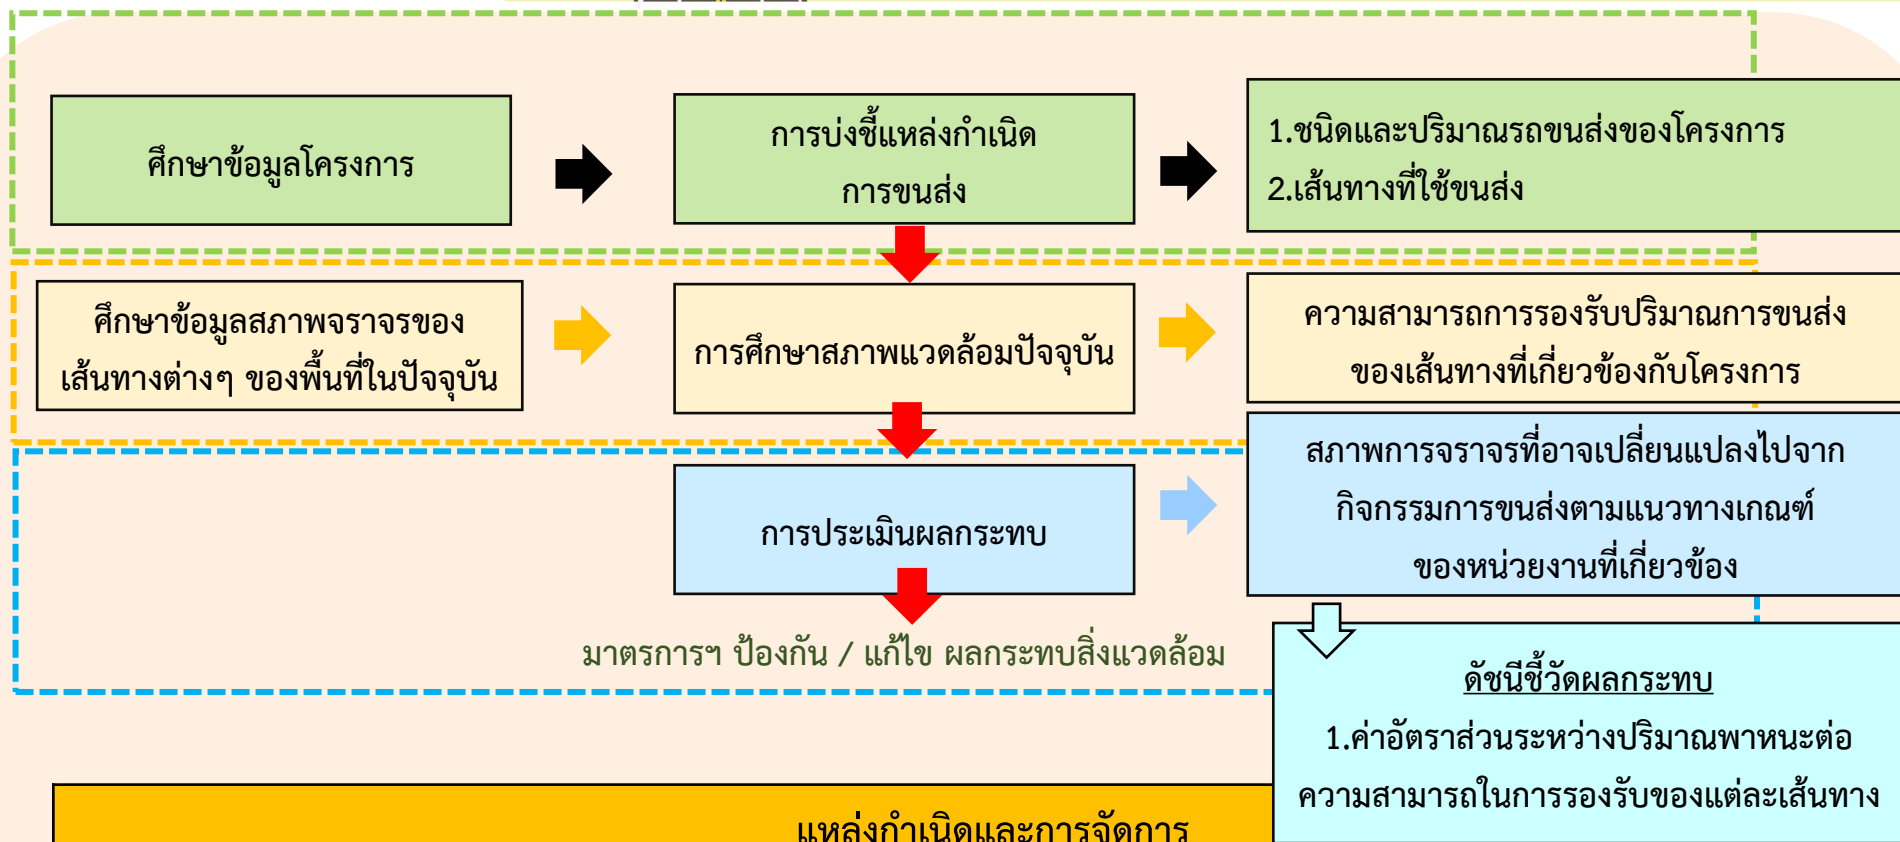 ศึกษาข้อมูลโครงการ
การบ่งชี้แหล่งกำเนิด
การขนส่ง
1.ชนิดและปริมาณรถขนส่งของโครงการ
2.เส้นทางที่ใช้ขนส่ง
ศึกษาข้อมูลสภาพจราจรของ
เส้นทางต่างๆ ของพื้นที่ในปัจจุบัน
การศึกษาสภาพแวดล้อมปัจจุบัน
ความสามารถการรองรับปริมาณการขนส่ง
ของเส้นทางที่เกี่ยวข้องกับโครงการ
การประเมินผลกระทบ
สภาพการจราจรที่อาจเปลี่ยนแปลงไปจาก
กิจกรรมการขนส่งตามแนวทางเกณฑ์
ของหน่วยงานที่เกี่ยวข้อง
มาตรการฯ ป้องกัน / แก้ไข ผลกระทบสิ่งแวดล้อม
ดัชนีชี้วัดผลกระทบ
1.ค่าอัตราส่วนระหว่างปริมาณพาหนะต่อ
ความสามารถในการรองรับของแต่ละเส้นทาง
แหล่งกำเนิดและการจัดการ